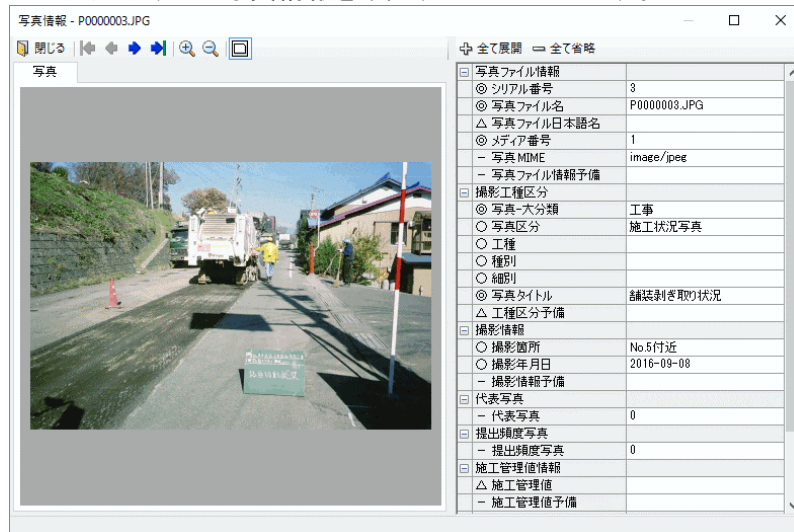 写真情報 - P0000003.JPG
閉じる
全て展開 全て省略
写真
写真ファイル情報
◎ シリアル番号 3
◎ 写真ファイル名 P0000003.JPG
△ 写真ファイル日本語名
◎ メディア番号 1
－ 写真MIME image/jpeg
－ 写真ファイル情報予備
撮影工種区分
◎ 写真-大分類 工事
○ 写真区分 施工状況写真
○ 工種
○ 種別
○ 細別
◎ 写真タイトル 舗装剥ぎ取り状況
△ 工種区分予備
撮影情報
○ 撮影箇所 No.5付近
○ 撮影年月日 2016-09-08
－ 撮影情報予備
代表写真
－ 代表写真 0
提出頻度写真
－ 提出頻度写真 0
施工管理値情報
△ 施工管理値
－ 施工管理値予備